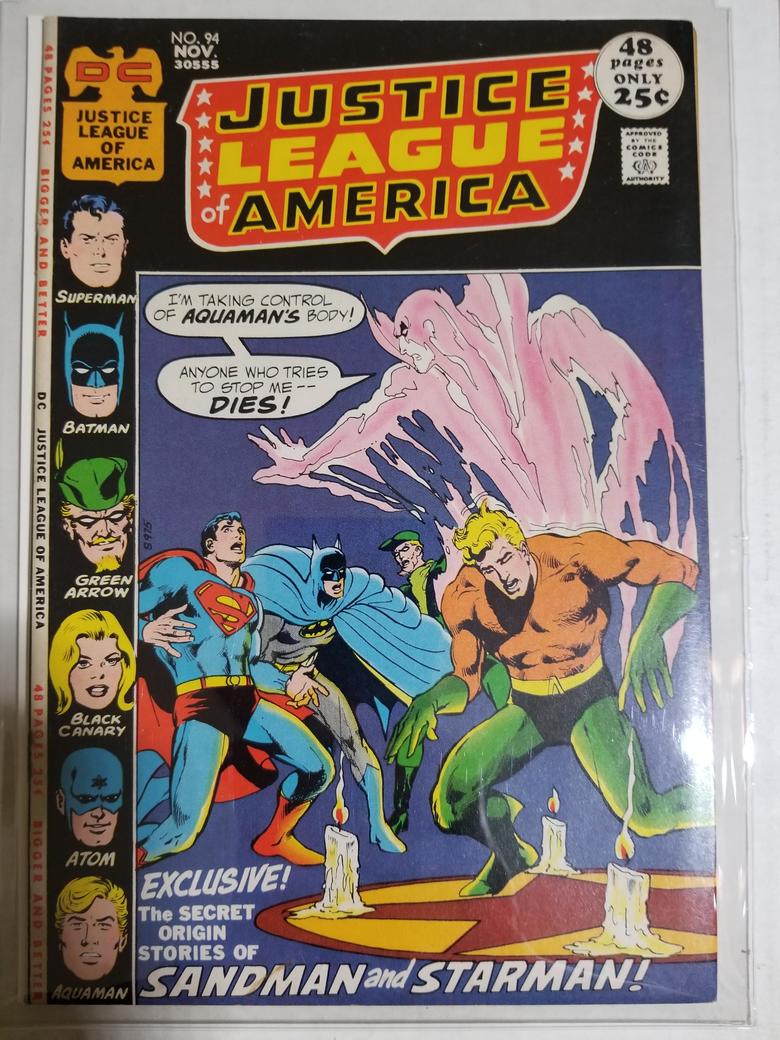 NO. 94
NOV.
30555
DC
JUSTICE
LEAGUE
OF
AMERICA
JUSTICE
LEAGUE
of AMERICA
48
pages
ONLY
25¢
APPROVED
BY THE
COMICS
CODE
CA
AUTHORITY
48 PAGES 25¢ BIGGER AND BETTER DC JUSTICE LEAGUE OF AMERICA 48 PAGES 25¢ BIGGER AND BETTER
SUPERMAN
BATMAN
GREEN
ARROW
BLACK
CANARY
ATOM
AQUAMAN
I'M TAKING CONTROL
OF AQUAMAN'S BODY!
ANYONE WHO TRIES
TO STOP ME--
DIES!
S
A
EXCLUSIVE!
The SECRET
ORIGIN
STORIES OF
SANDMAN and STARMAN!